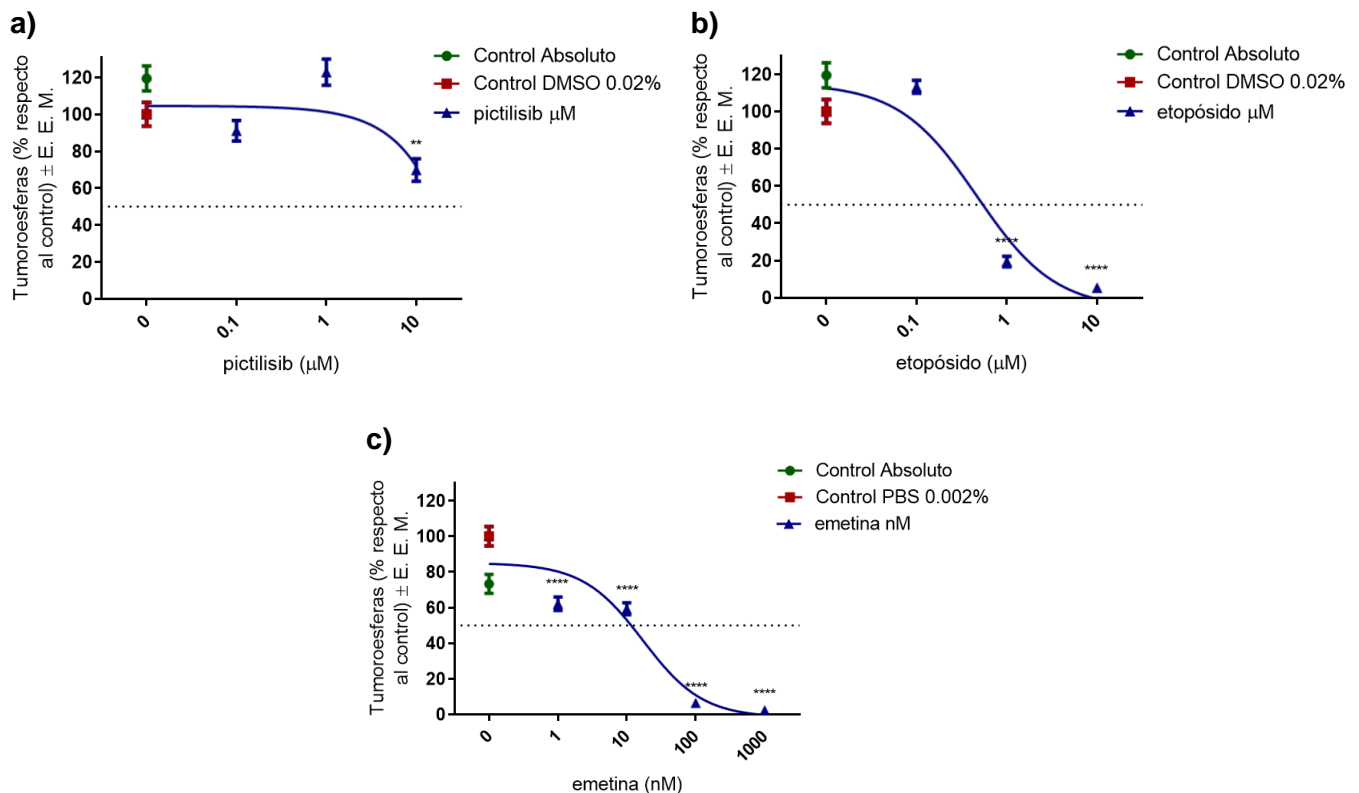 a)
Tumoroesferas (% respecto
al control) ± E. E. M.
120
100
80
60
40
20
0
**
0
0.1
1
10
pictilisib (μM)
Control Absoluto
Control DMSO 0.02%
pictilisib μM
b)
Tumoroesferas (% respecto
al control) ± E. E. M.
120
100
80
60
40
20
0
****
****
0
0.1
1
10
etopósido (μM)
Control Absoluto
Control DMSO 0.02%
etopósido μM
c)
Tumoroesferas (% respecto
al control) ± E. E. M.
120
100
80
60
40
20
0
****
****
****
****
0
1
10
100
1000
emetina (nM)
Control Absoluto
Control PBS 0.002%
emetina nM